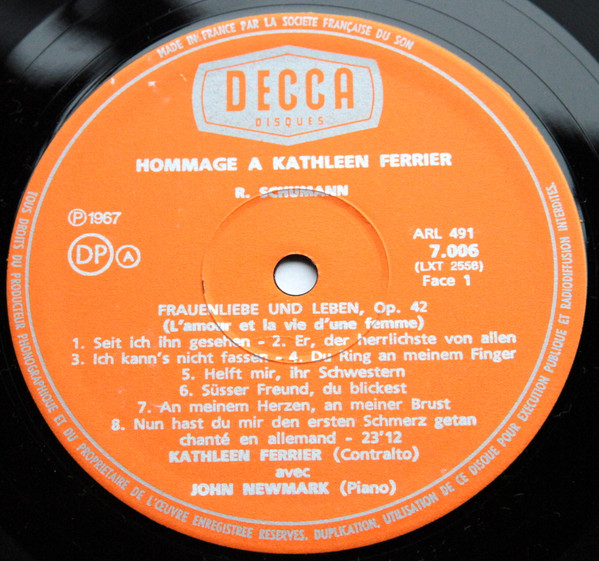 MADE IN FRANCE PAR LA SOCIETE FRANÇAISE DU SON
DECCA
DISQUES
HOMMAGE A KATHLEEN FERRIER
R. SCHUMANN
℗ 1967
DP A
ARL 491
7.006
(LXT 2556)
Face 1
FRAUENLIEBE UND LEBEN, Op. 42
(L'amour et la vie d'une femme)
1. Seit ich ihn gesehen - 2. Er, der herrlichste von allen
3. Ich kann's nicht fassen - 4. Du Ring an meinem Finger
5. Helft mir, ihr Schwestern
6. Süsser Freund, du blickest
7. An meinem Herzen, an meiner Brust
8. Nun hast du mir den ersten Schmerz getan
chanté en allemand - 23'12
KATHLEEN FERRIER (Contralto)
avec
JOHN NEWMARK (Piano)
TOUS DROITS DU PRODUCTEUR PHONOGRAPHIQUE ET DU PROPRIETAIRE DE L'ŒUVRE ENREGISTREE RESERVES. DUPLICATION, UTILISATION DE CE DISQUE POUR EXECUTION PUBLIQUE ET RADIODIFFUSION INTERDITES.